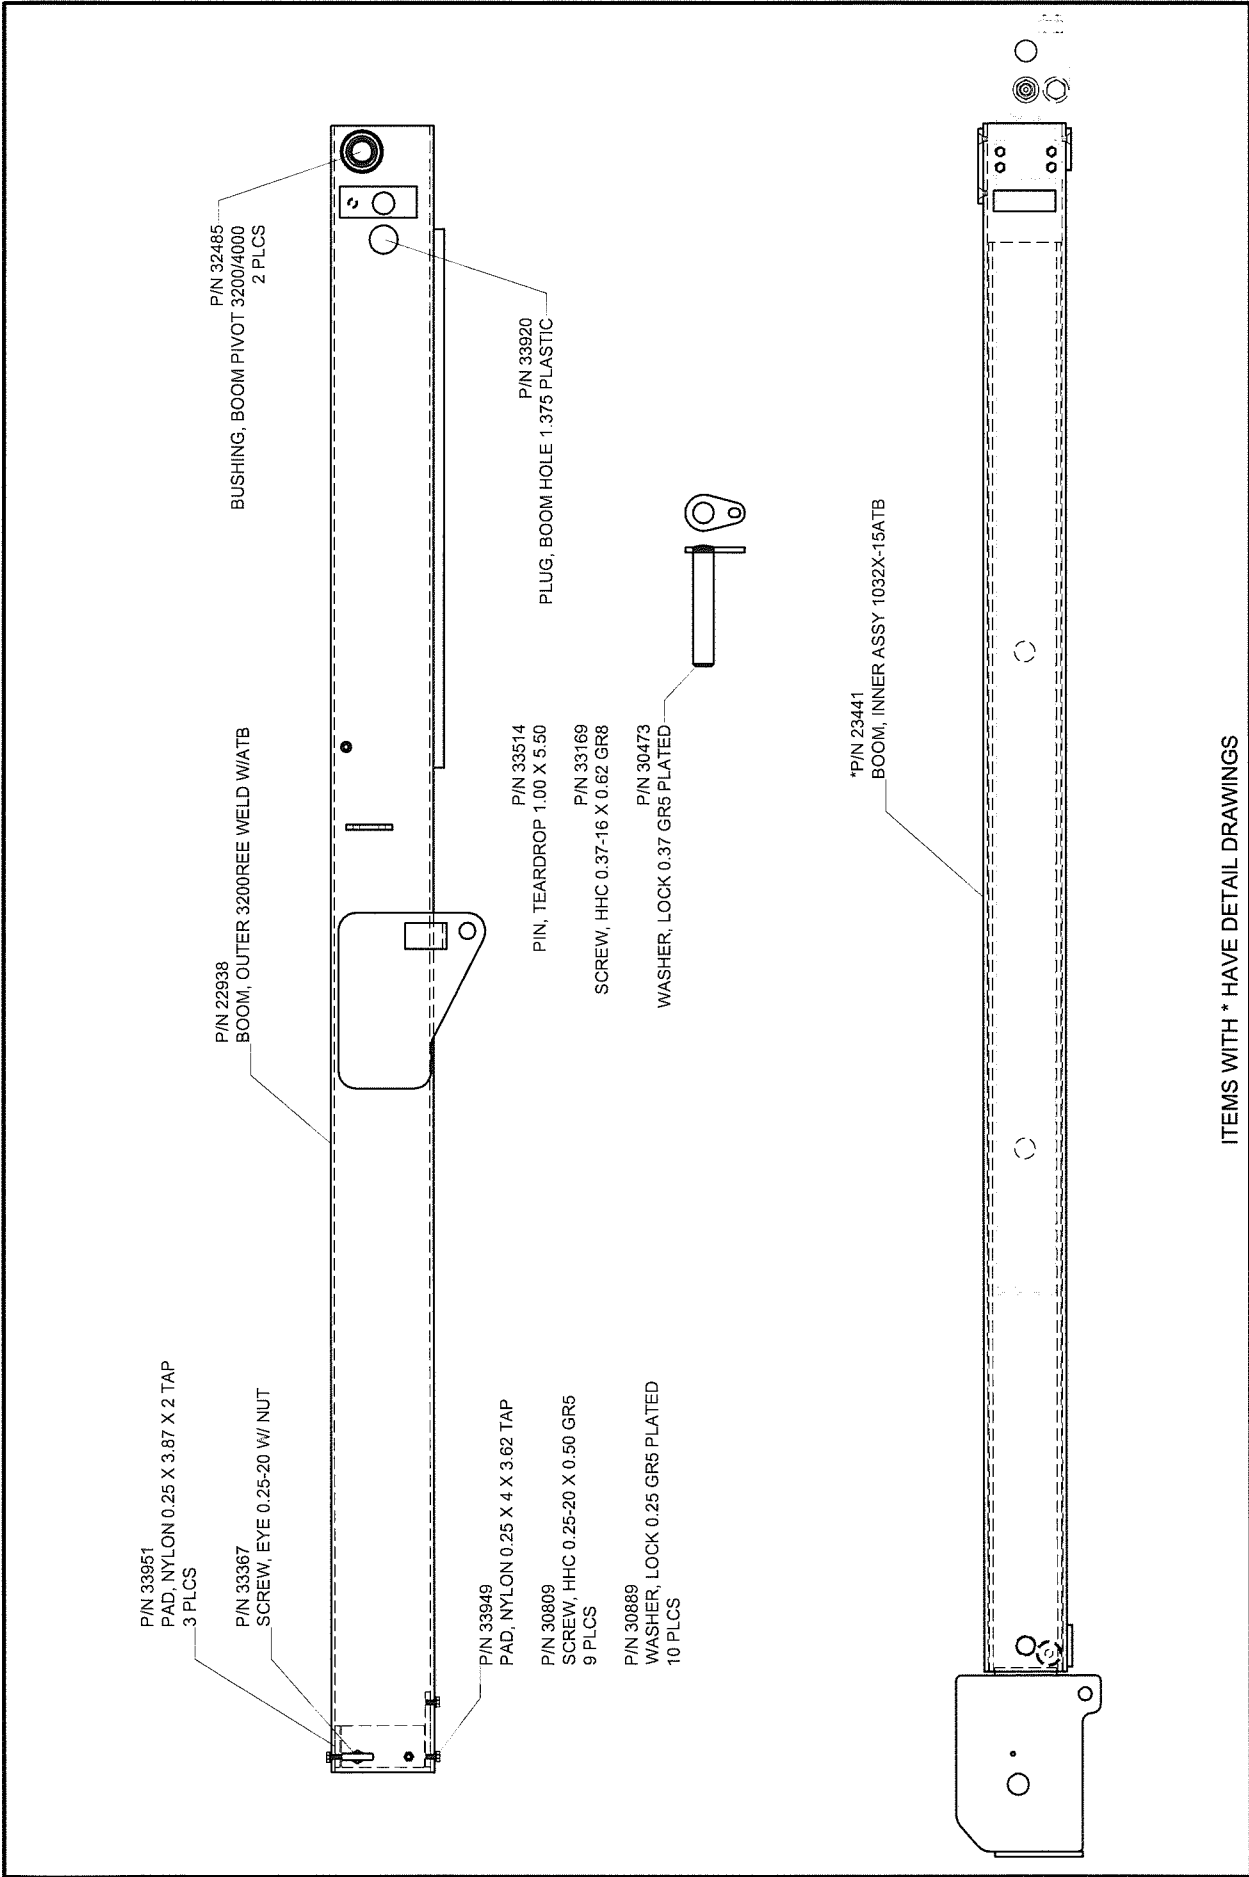 P/N 33951
PAD, NYLON 0.25 X 3.87 X 2 TAP
3 PLCS
P/N 33367
SCREW, EYE 0.25-20 W/ NUT
P/N 22938
BOOM, OUTER 3200REE WELD W/ATB
P/N 32485
BUSHING, BOOM PIVOT 3200/4000
2 PLCS
P/N 33949
PAD, NYLON 0.25 X 4 X 3.62 TAP
P/N 30809
SCREW, HHC 0.25-20 X 0.50 GR5
9 PLCS
P/N 30889
WASHER, LOCK 0.25 GR5 PLATED
10 PLCS
P/N 33514
PIN, TEARDROP 1.00 X 5.50
P/N 33169
SCREW, HHC 0.37-16 X 0.62 GR8
P/N 30473
WASHER, LOCK 0.37 GR5 PLATED
P/N 33920
PLUG, BOOM HOLE 1.375 PLASTIC
*P/N 23441
BOOM, INNER ASSY 1032X-15ATB
ITEMS WITH * HAVE DETAIL DRAWINGS